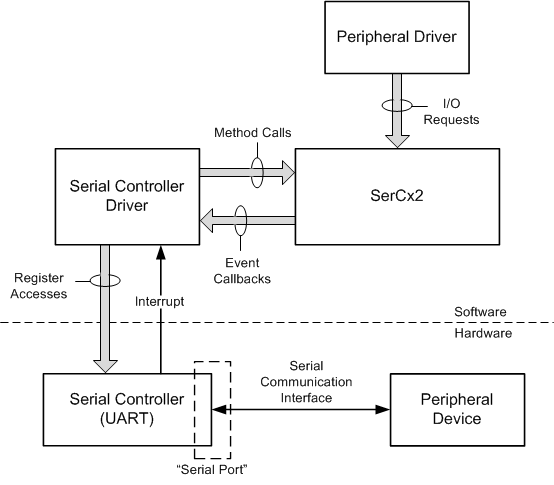 Peripheral Driver
I/O
Requests
Method Calls
Serial Controller
Driver
SerCx2
Event
Callbacks
Register
Accesses
Interrupt
Software
Hardware
Serial
Communication
Interface
Serial Controller
(UART)
Peripheral
Device
“Serial Port”